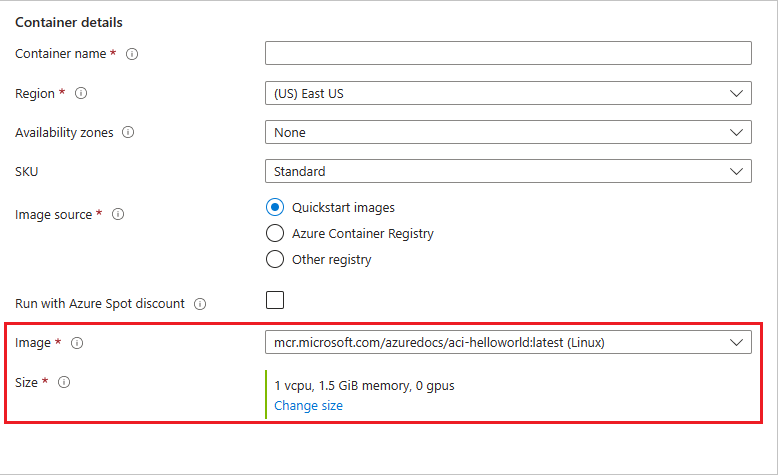 Container details
Container name *
Region * (US) East US
Availability zones None
SKU Standard
Image source * Quickstart images
Azure Container Registry
Other registry
Run with Azure Spot discount
Image * mcr.microsoft.com/azuredocs/aci-helloworld:latest (Linux)
Size * 1 vcpu, 1.5 GiB memory, 0 gpus
Change size